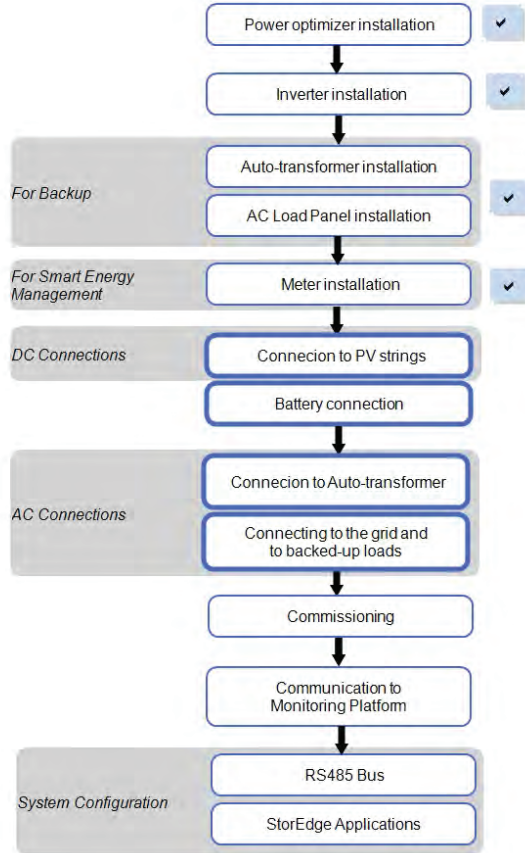 Power optimizer installation
Inverter installation
Auto-transformer installation
For Backup
AC Load Panel installation
For Smart Energy
Management
Meter installation
DC Connections
Connecion to PV strings
Battery connection
Connecion to Auto-transformer
AC Connections
Connecting to the grid and
to backed-up loads
Commissioning
Communication to
Monitoring Platform
RS485 Bus
System Configuration
StorEdge Applications